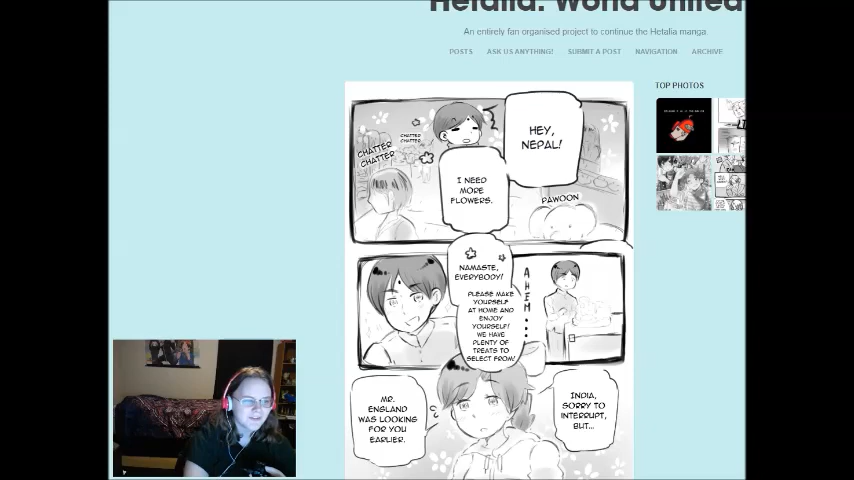 Hetalia: World United
An entirely fan organised project to continue the Hetalia manga.
POSTS ASK US ANYTHING! SUBMIT A POST NAVIGATION ARCHIVE
TOP PHOTOS
HEY,
NEPAL!
CHATTER
CHATTER
CHATTER
CHATTER
I NEED
MORE
FLOWERS.
PAWOON
NAMASTE,
EVERYBODY!
PLEASE MAKE
YOURSELF
AT HOME AND
ENJOY
YOURSELF!
WE HAVE
PLENTY OF
TREATS TO
SELECT FROM!
AHEM....
MR.
ENGLAND
WAS LOOKING
FOR YOU
EARLIER.
INDIA,
SORRY TO
INTERRUPT,
BUT...